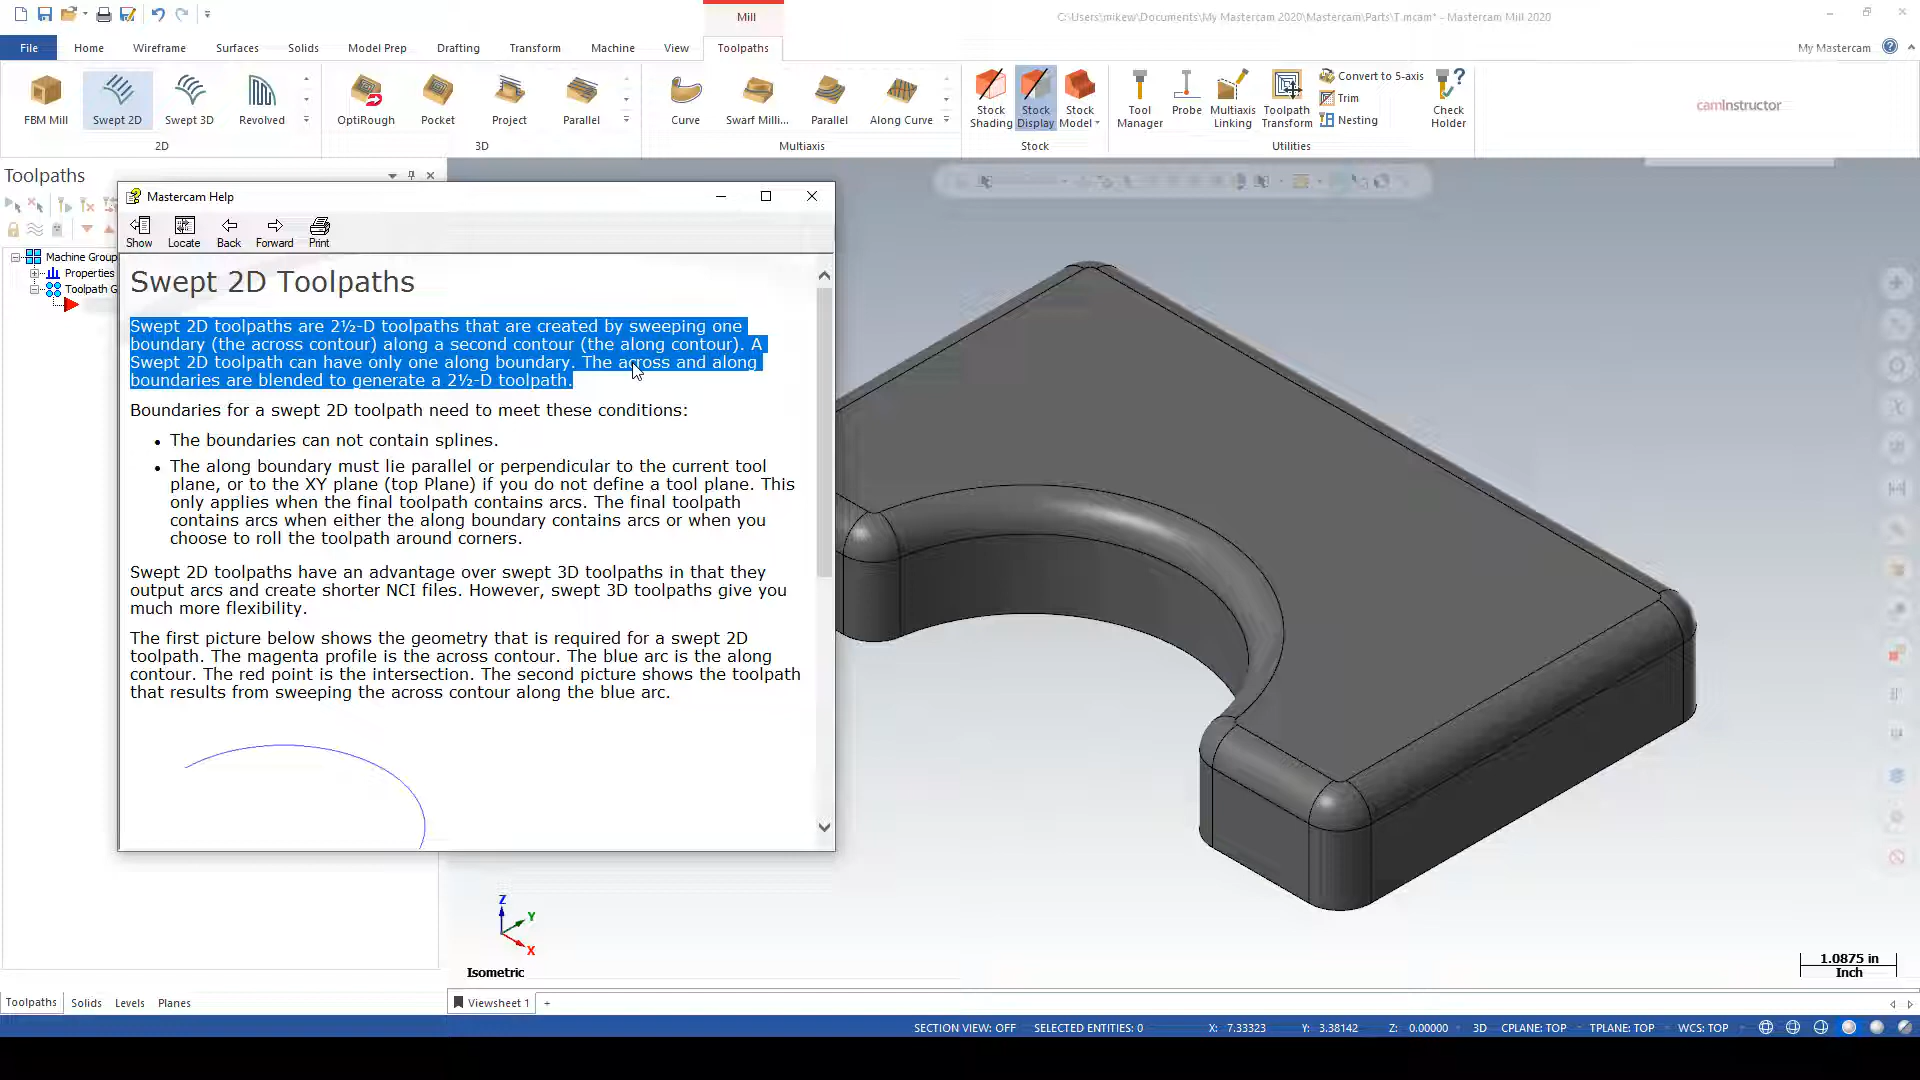 Mill
C:\Users\mikew\Documents\My Mastercam 2020\Mastercam\Parts\T.mcam* - Mastercam Mill 2020
File Home Wireframe Surfaces Solids Model Prep Drafting Transform Machine View Toolpaths My Mastercam
FBM Mill Swept 2D Swept 3D Revolved OptiRough Pocket Project Parallel Curve Swarf Milli... Parallel Along Curve
Stock Shading Stock Display Stock Model Tool Manager Probe Multiaxis Linking Toolpath Transform
Convert to 5-axis
Trim
Nesting
Check Holder
camInstructor
2D 3D Multiaxis Stock Utilities
Toolpaths
Machine Group
Properties
Toolpath G
Mastercam Help
Show Locate Back Forward Print
Swept 2D Toolpaths
Swept 2D toolpaths are 2½-D toolpaths that are created by sweeping one
boundary (the across contour) along a second contour (the along contour). A
Swept 2D toolpath can have only one along boundary. The across and along
boundaries are blended to generate a 2½-D toolpath.
Boundaries for a swept 2D toolpath need to meet these conditions:
• The boundaries can not contain splines.
• The along boundary must lie parallel or perpendicular to the current tool
plane, or to the XY plane (top Plane) if you do not define a tool plane. This
only applies when the final toolpath contains arcs. The final toolpath
contains arcs when either the along boundary contains arcs or when you
choose to roll the toolpath around corners.
Swept 2D toolpaths have an advantage over swept 3D toolpaths in that they
output arcs and create shorter NCI files. However, swept 3D toolpaths give you
much more flexibility.
The first picture below shows the geometry that is required for a swept 2D
toolpath. The magenta profile is the across contour. The blue arc is the along
contour. The red point is the intersection. The second picture shows the toolpath
that results from sweeping the across contour along the blue arc.
Z
Y
X
Isometric
1.0875 in
Inch
Toolpaths Solids Levels Planes Viewsheet 1 +
SECTION VIEW: OFF SELECTED ENTITIES: 0 X: 7.33323 Y: 3.38142 Z: 0.00000 3D CPLANE: TOP TPLANE: TOP WCS: TOP